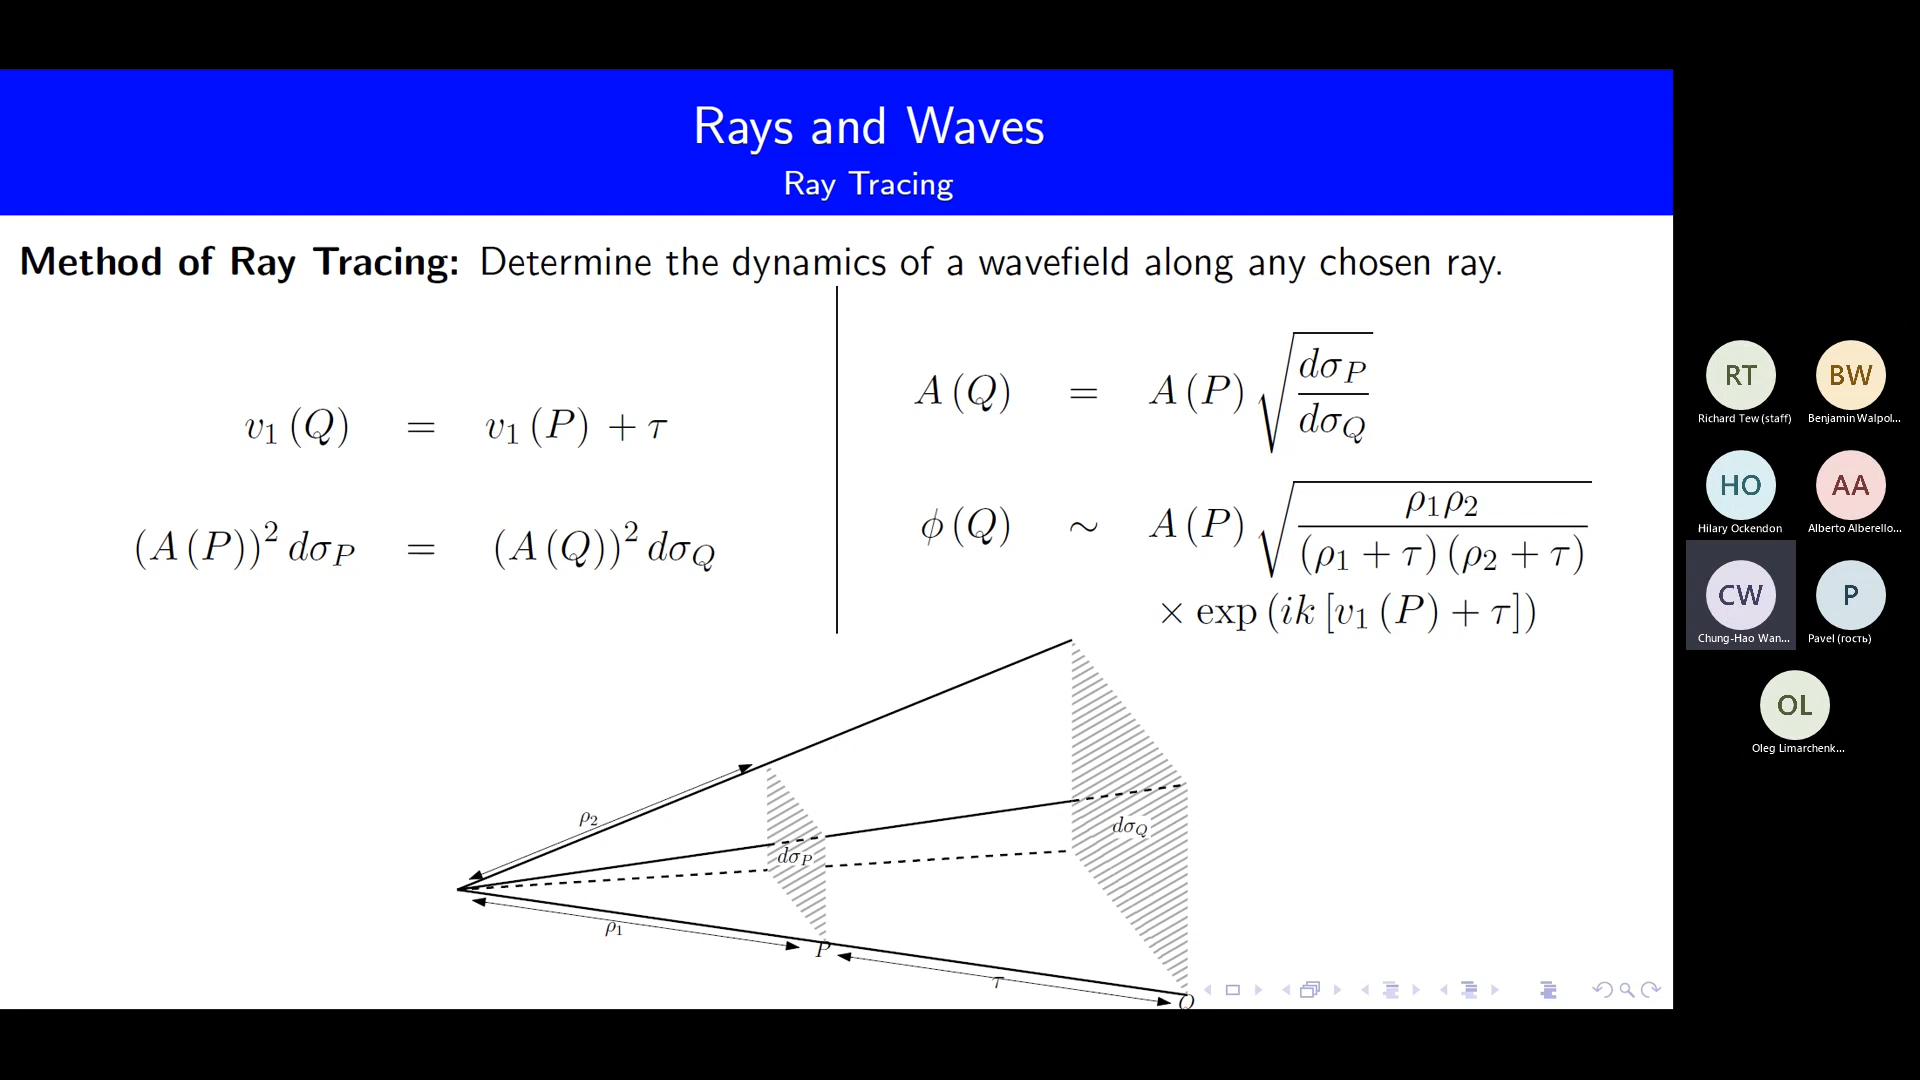 Rays and Waves
Ray Tracing
Method of Ray Tracing: Determine the dynamics of a wavefield along any chosen ray.
v₁ (Q) = v₁ (P) + τ
(A (P))² dσ_P = (A (Q))² dσ_Q
A (Q) = A (P) √(dσ_P / dσ_Q)
ϕ (Q) ∼ A (P) √(ρ₁ρ₂ / ((ρ₁ + τ) (ρ₂ + τ)))
× exp (ik [v₁ (P) + τ])
ρ₂
dσ_Q
dσ_P
ρ₁
P
τ
Q
RT
BW
Richard Tew (staff)
Benjamin Walpol...
HO
AA
Hilary Ockendon
Alberto Alberello...
CW
P
Chung-Hao Wan...
Pavel (гость)
OL
Oleg Limarchenk...